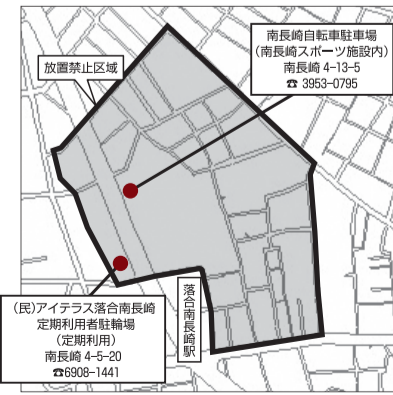 放置禁止区域
南長崎自転車駐車場
(南長崎スポーツ施設内)
南長崎 4-13-5
☎ 3953-0795
落合南長崎駅
(民)アイテラス落合南長崎
定期利用者駐輪場
(定期利用)
南長崎 4-5-20
☎6908-1441